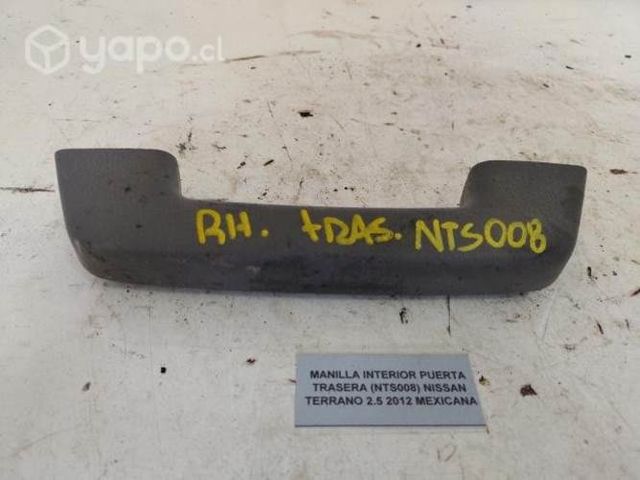 yapo.cl
RH. tRAS. NTS008
MANILLA INTERIOR PUERTA
TRASERA (NTS008) NISSAN
TERRANO 2.5 2012 MEXICANA